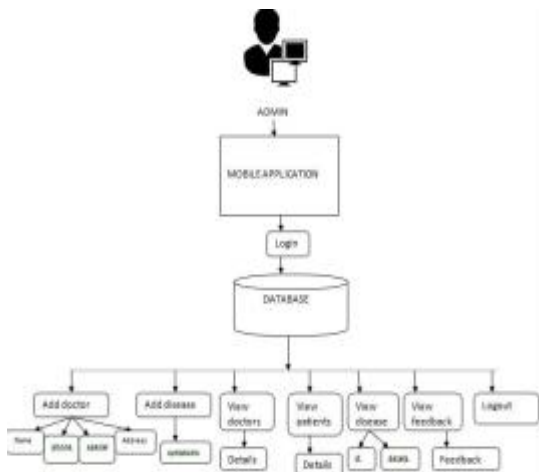 ADMIN
MOBILE APPLICATION
Login
DATABASE
Add doctor
Add disease
View
doctors
View
patients
View
disease
View
feedback
Logout
Name
phone
Address
symptoms
Details
Details
d.
Feedback